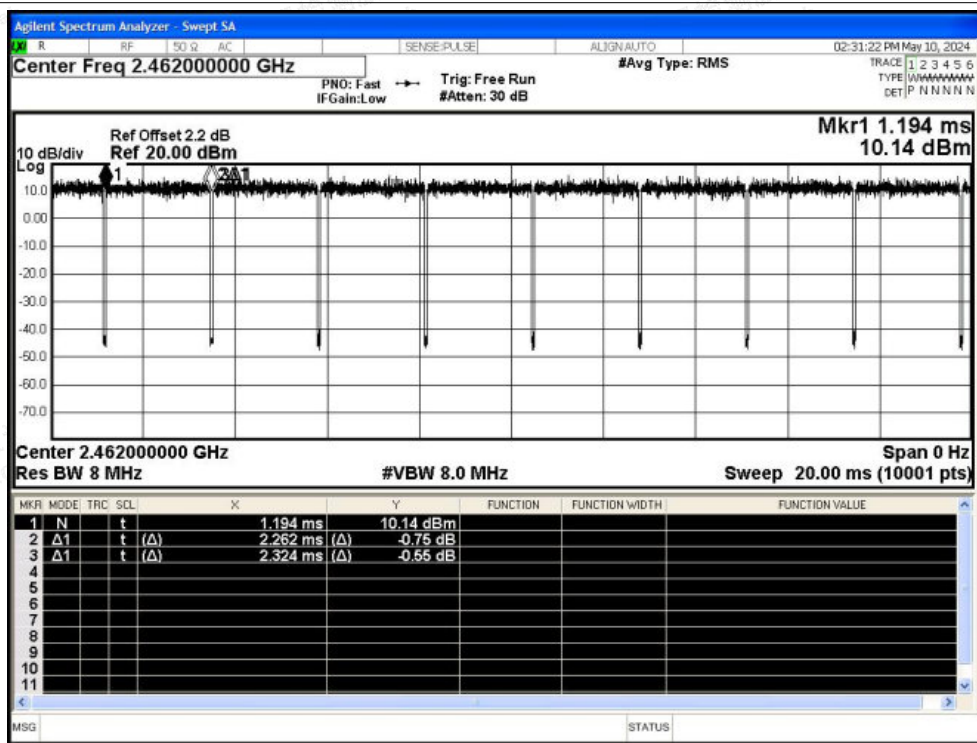 Agilent Spectrum Analyzer - Swept SA
LXI R RF 50 Ω AC SENSE:PULSE ALIGNAUTO 02:31:22 PM May 10, 2024
Center Freq 2.462000000 GHz
#Avg Type: RMS
TRACE 1 2 3 4 5 6
PNO: Fast
Trig: Free Run
TYPE
IFGain:Low
#Atten: 30 dB
DET P N N N N N
Mkr1 1.194 ms
10.14 dBm
Ref Offset 2.2 dB
10 dB/div Ref 20.00 dBm
Log
1 2Δ1
10.0
0.00
-10.0
-20.0
-30.0
-40.0
-50.0
-60.0
-70.0
Center 2.462000000 GHz Span 0 Hz
Res BW 8 MHz #VBW 8.0 MHz Sweep 20.00 ms (10001 pts)
MKR MODE TRC SCL X Y FUNCTION FUNCTION WIDTH FUNCTION VALUE
1 N t 1.194 ms 10.14 dBm
2 Δ1 t (Δ) 2.262 ms (Δ) -0.75 dB
3 Δ1 t (Δ) 2.324 ms (Δ) -0.55 dB
4
5
6
7
8
9
10
11
MSG STATUS